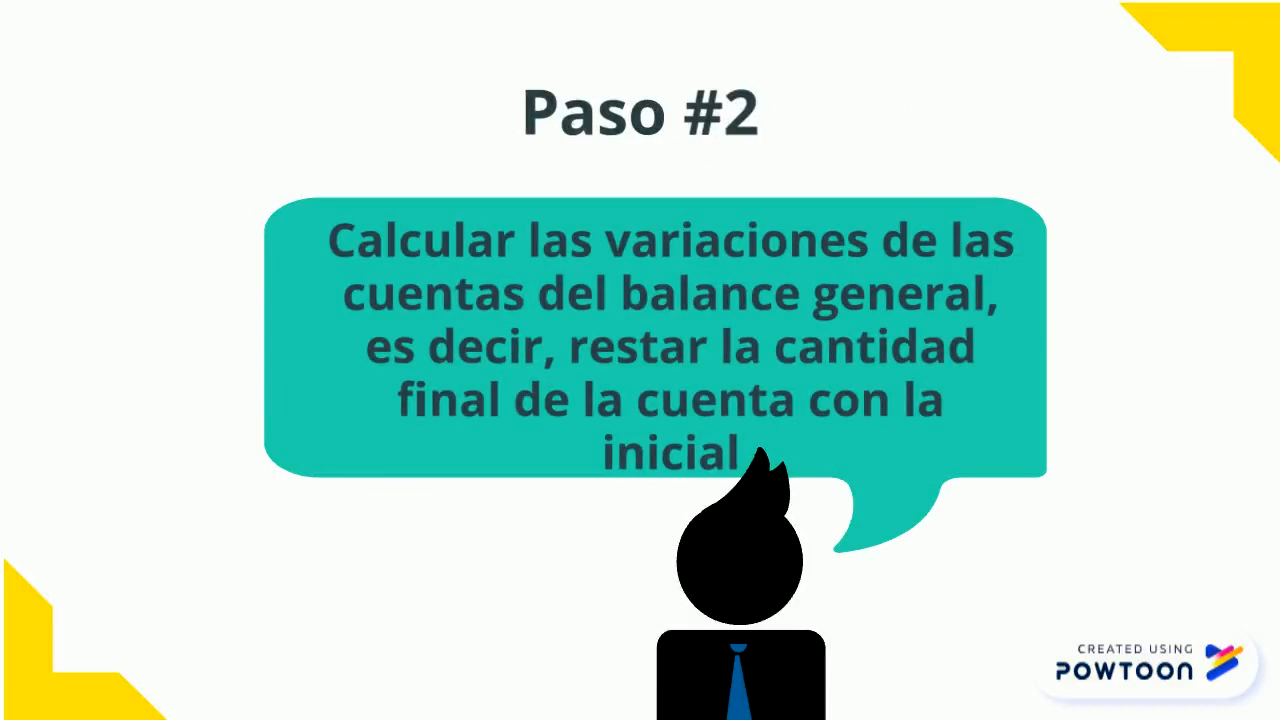 Paso #2
Calcular las variaciones de las
cuentas del balance general,
es decir, restar la cantidad
final de la cuenta con la
inicial
CREATED USING
POWTOON